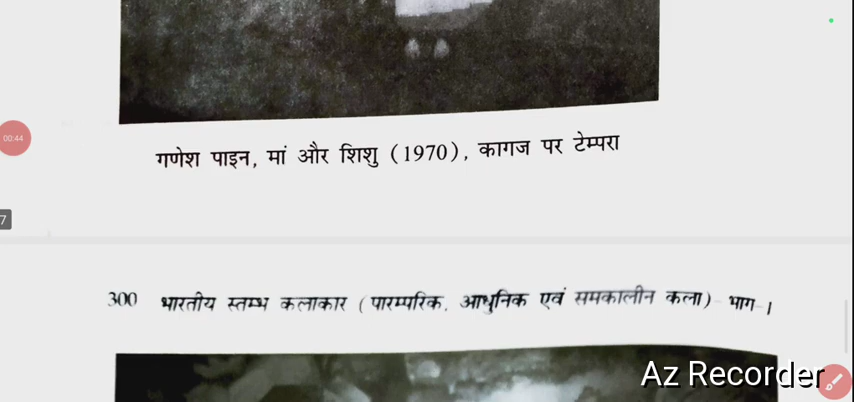 00:44
गणेश पाइन, मां और शिशु (1970), कागज पर टेम्परा
7
300 भारतीय स्तम्भ कलाकार (पारम्परिक, आधुनिक एवं समकालीन कला) भाग-1
Az Recorder